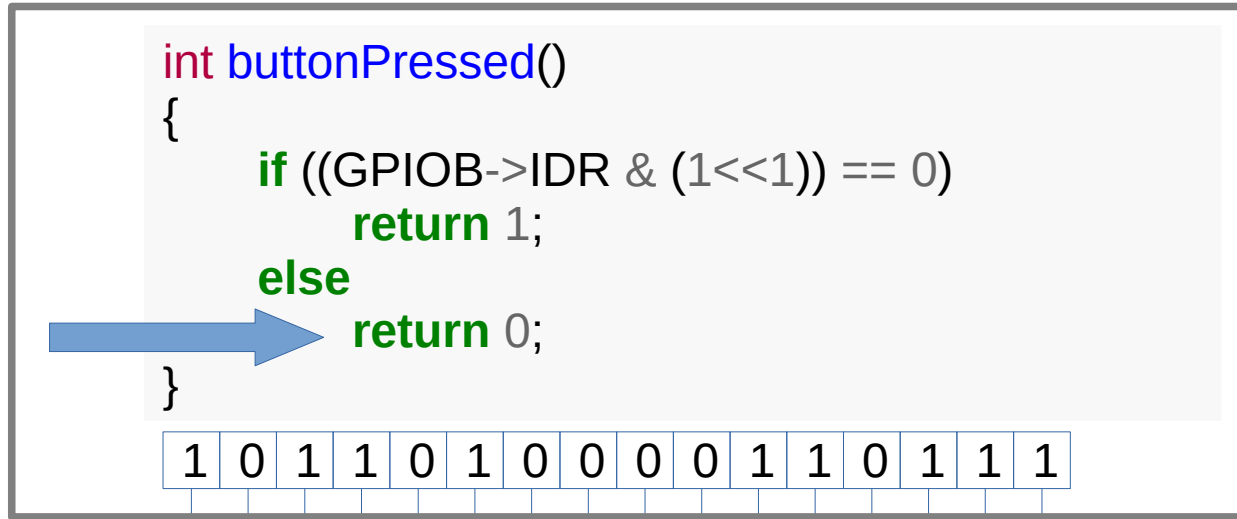 int buttonPressed()
{
if ((GPIOB->IDR & (1<<1)) == 0)
return 1;
else
return 0;
}
1 0 1 1 0 1 0 0 0 0 1 1 0 1 1 1